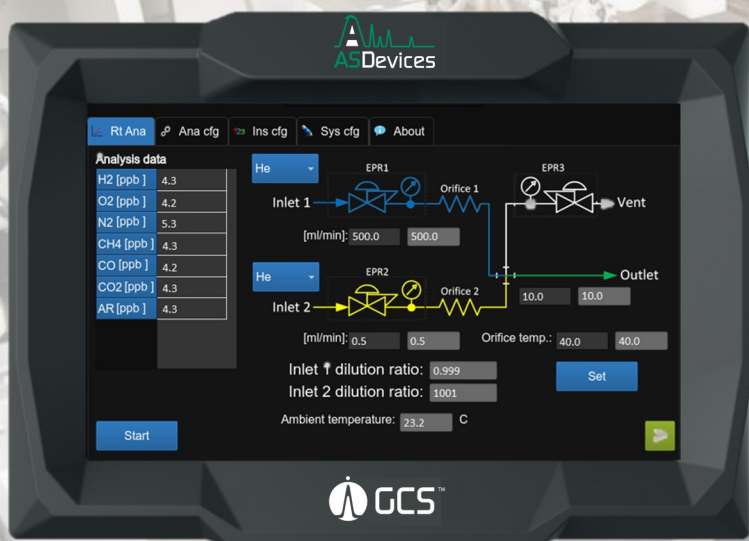 ASDevices
Rt Ana
Ana cfg
Ins cfg
Sys cfg
About
Analysis data
H2 [ppb ] 4.3
O2 [ppb ] 4.2
N2 [ppb ] 5.3
CH4 [ppb ] 4.3
CO [ppb ] 4.2
CO2 [ppb ] 4.3
AR [ppb ] 4.3
Start
He
EPR1
EPR3
Inlet 1
Orifice 1
Vent
[ml/min]: 500.0 500.0
He
EPR2
Outlet
Inlet 2
Orifice 2
10.0 10.0
[ml/min]: 0.5 0.5
Orifice temp.: 40.0 40.0
Inlet 1 dilution ratio: 0.999
Inlet 2 dilution ratio: 1001
Set
Ambient temperature: 23.2 C
GCS™